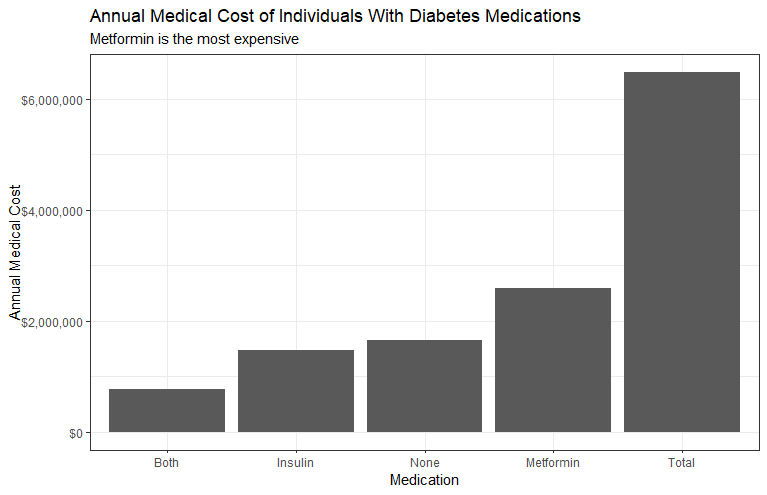 Annual Medical Cost of Individuals With Diabetes Medications
Metformin is the most expensive
Annual Medical Cost
$6,000,000
$4,000,000
$2,000,000
$0
Both Insulin None Metformin Total
Medication